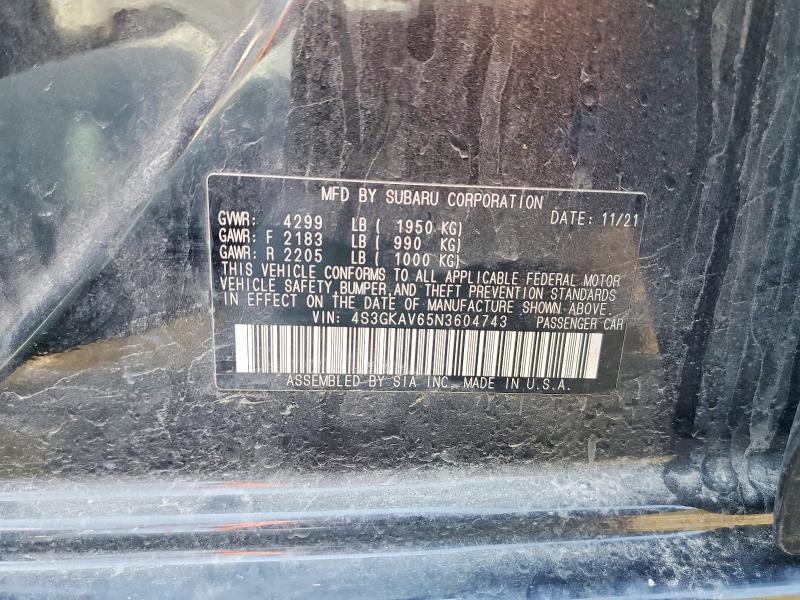 MFD BY SUBARU CORPORATION
GVWR: 4299 LB ( 1950 KG) DATE: 11/21
GAWR: F 2183 LB ( 990 KG)
GAWR: R 2205 LB ( 1000 KG)
THIS VEHICLE CONFORMS TO ALL APPLICABLE FEDERAL MOTOR
VEHICLE SAFETY, BUMPER, AND THEFT PREVENTION STANDARDS
IN EFFECT ON THE DATE OF MANUFACTURE SHOWN ABOVE.
VIN: 4S3GKAV65N3604743 PASSENGER CAR
ASSEMBLED BY SIA INC. MADE IN U.S.A.